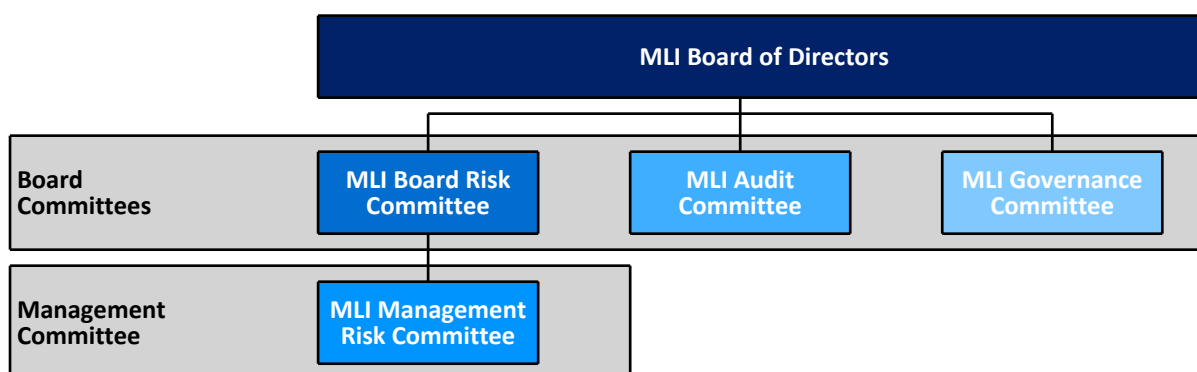 MLI Board of Directors
Board
Committees
MLI Board Risk
Committee
MLI Audit
Committee
MLI Governance
Committee
Management
Committee
MLI Management
Risk Committee